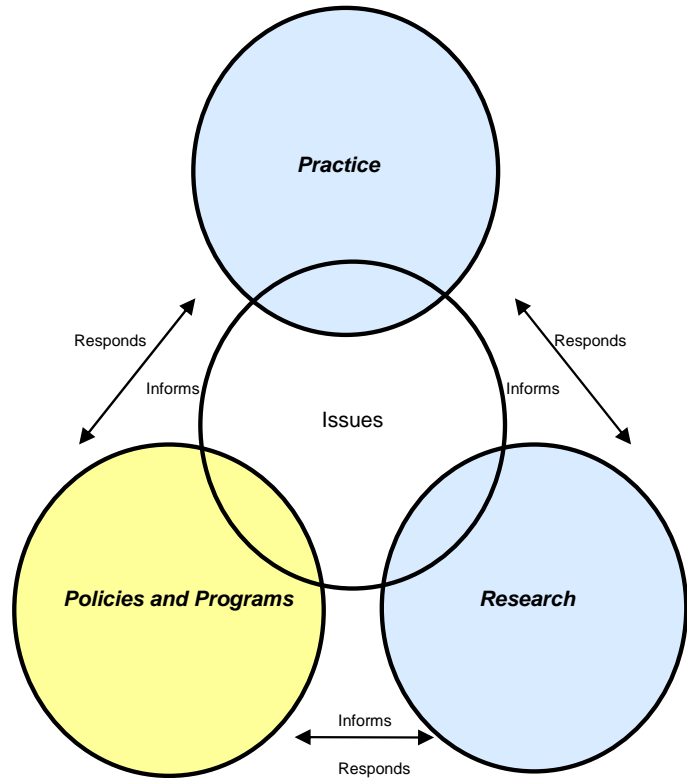 Practice
Responds
Responds
Informs
Informs
Issues
Policies and Programs
Research
Informs
Responds